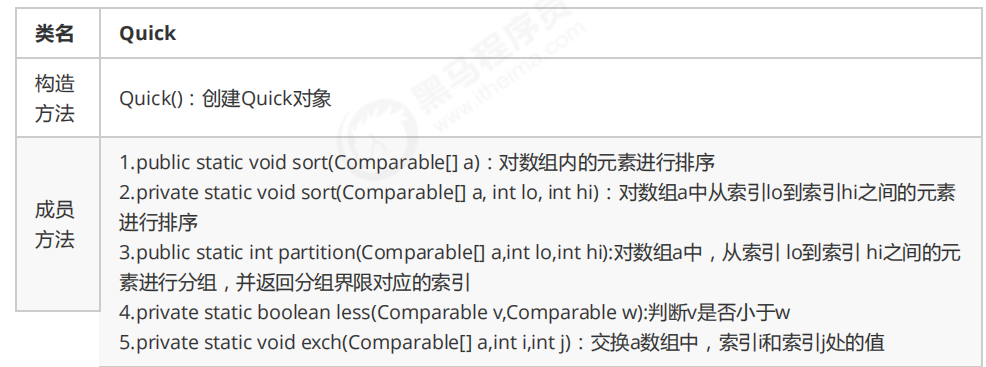 类名 Quick
构造
方法
Quick()：创建Quick对象
黑马程序员
www.itheima.com
成员
方法
1.public static void sort(Comparable[] a)：对数组内的元素进行排序
2.private static void sort(Comparable[] a, int lo, int hi)：对数组a中从索引lo到索引hi之间的元素
进行排序
3.public static int partition(Comparable[] a,int lo,int hi):对数组a中，从索引 lo到索引 hi之间的元
素进行分组，并返回分组界限对应的索引
4.private static boolean less(Comparable v,Comparable w):判断v是否小于w
5.private static void exch(Comparable[] a,int i,int j)：交换a数组中，索引i和索引j处的值